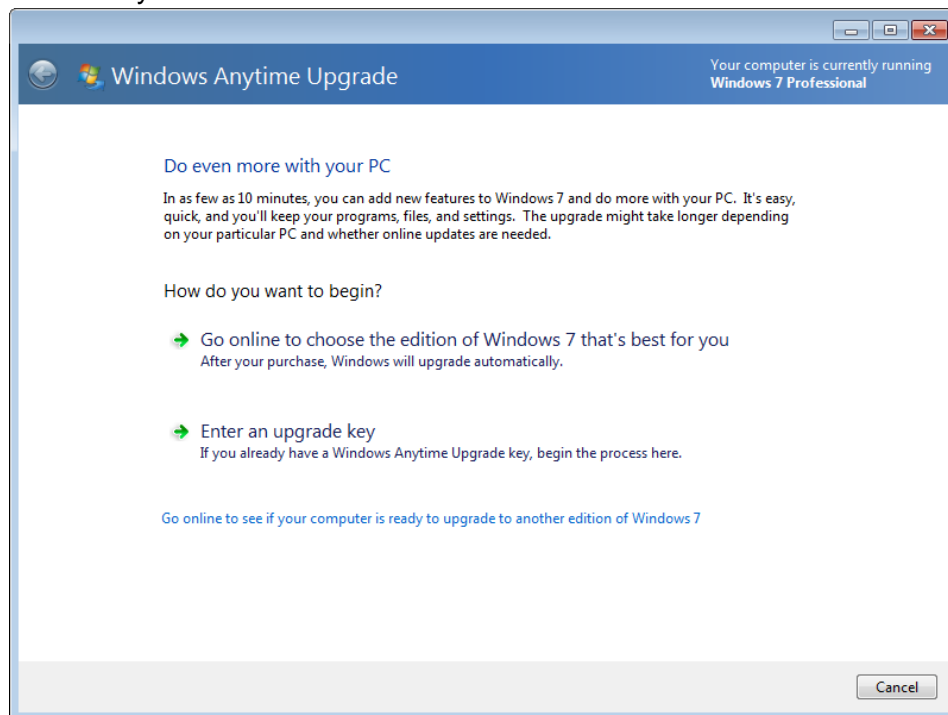 Windows Anytime Upgrade
Your computer is currently running
Windows 7 Professional
Do even more with your PC
In as few as 10 minutes, you can add new features to Windows 7 and do more with your PC. It's easy,
quick, and you'll keep your programs, files, and settings. The upgrade might take longer depending
on your particular PC and whether online updates are needed.
How do you want to begin?
Go online to choose the edition of Windows 7 that's best for you
After your purchase, Windows will upgrade automatically.
Enter an upgrade key
If you already have a Windows Anytime Upgrade key, begin the process here.
Go online to see if your computer is ready to upgrade to another edition of Windows 7
Cancel